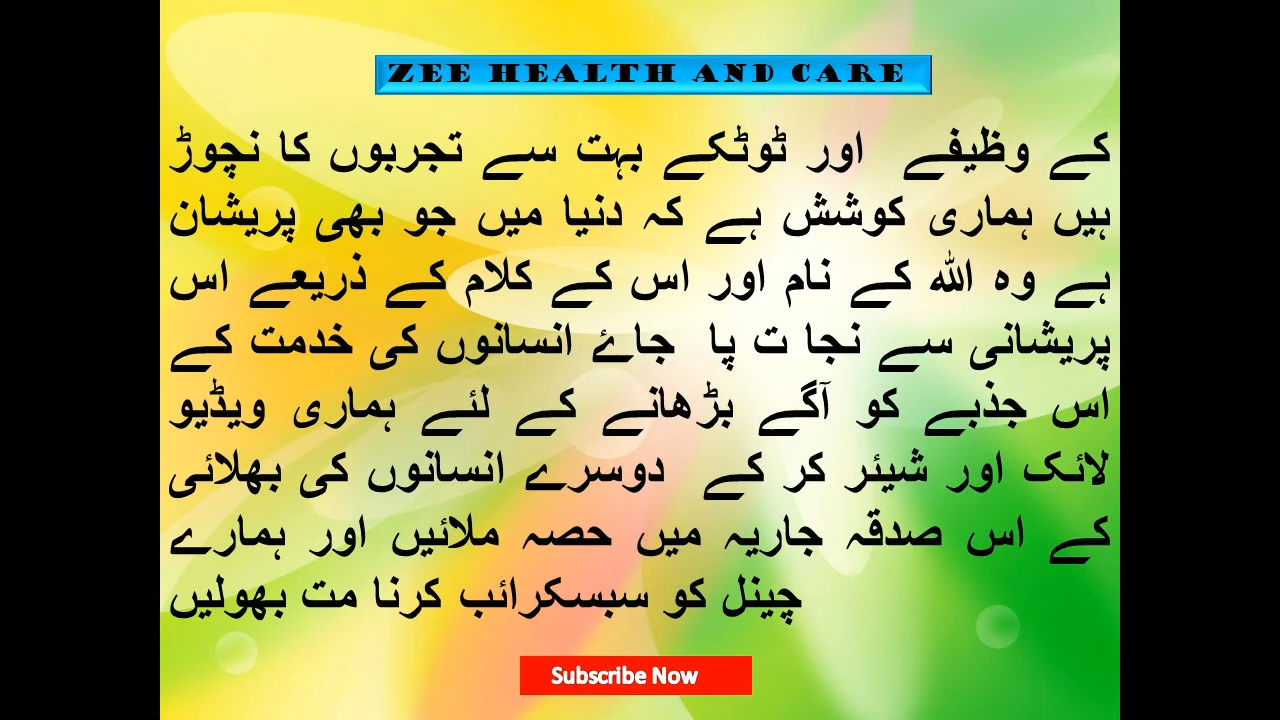 ZEE HEALTH AND CARE
کے وظیفے اور ٹوٹکے بہت سے تجربوں کا نچوڑ
ہیں ہماری کوشش ہے کہ دنیا میں جو بھی پریشان
ہے وہ اللہ کے نام اور اس کے کلام کے ذریعے اس
پریشانی سے نجا ت پا جاۓ انسانوں کی خدمت کے
اس جذبے کو آگے بڑھانے کے لئے ہماری ویڈیو
لائک اور شیئر کر کے دوسرے انسانوں کی بھلائی
کے اس صدقہ جاریہ میں حصہ ملائیں اور ہمارے
چینل کو سبسکرائب کرنا مت بھولیں
Subscribe Now